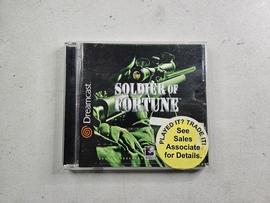 Dreamcast
SOLDIER OF
FORTUNE
PLAYED IT? TRADE IT!
See
Sales
Associate
for Details.